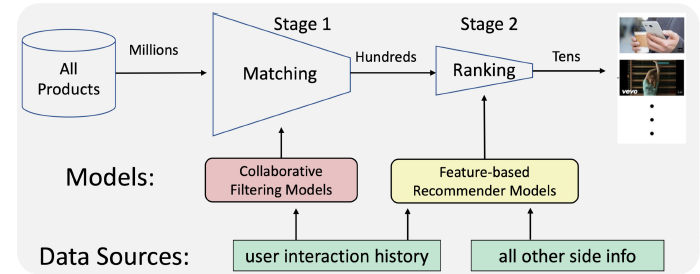 Stage 1
Stage 2
Millions
Hundreds
Tens
All
Products
Matching
Ranking
vevo
Models:
Collaborative
Filtering Models
Feature-based
Recommender Models
Data Sources:
user interaction history
all other side info